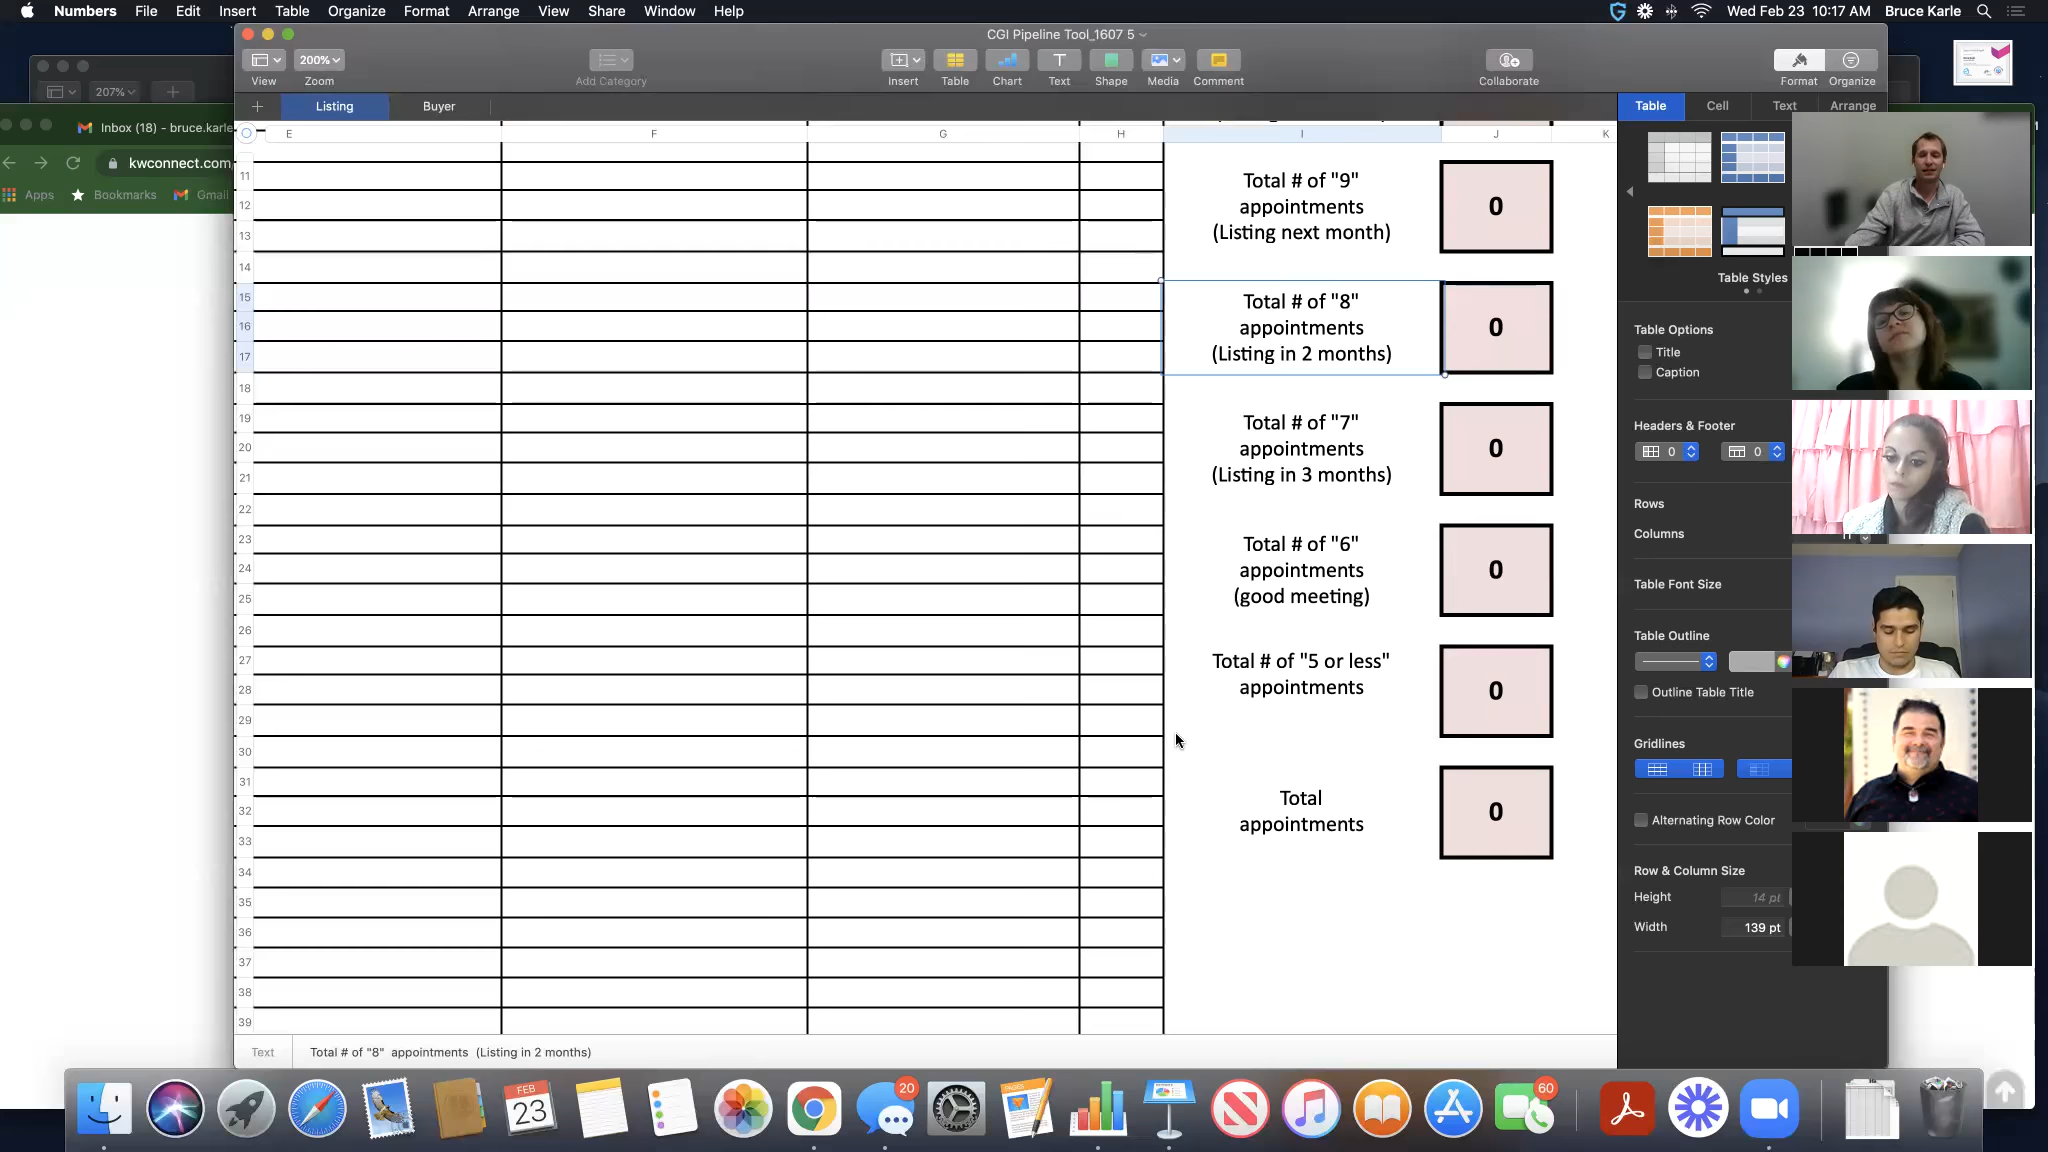 Numbers File Edit Insert Table Organize Format Arrange View Share Window Help
Wed Feb 23 10:17 AM Bruce Karle
CGI Pipeline Tool_1607 5
200%
View Zoom
Add Category
Insert Table Chart Text Shape Media Comment
Collaborate
Format Organize
207%
Listing Buyer
Table Cell Text Arrange
Inbox (18) - bruce.karle
kwconnect.com
Apps Bookmarks Gmail
E F G H I J K
11
12
13
14
15
16
17
18
19
20
21
22
23
24
25
26
27
28
29
30
31
32
33
34
35
36
37
38
39
Total # of "9"
appointments
(Listing next month)
0
Total # of "8"
appointments
(Listing in 2 months)
0
Total # of "7"
appointments
(Listing in 3 months)
0
Total # of "6"
appointments
(good meeting)
0
Total # of "5 or less"
appointments
0
Total
appointments
0
Table Styles
Table Options
Title
Caption
Headers & Footer
0 0
Rows
Columns
Table Font Size
Table Outline
Outline Table Title
Gridlines
Alternating Row Color
Row & Column Size
Height 14 pt
Width 139 pt
Text Total # of "8" appointments (Listing in 2 months)
FEB
23
20
PAGES
60